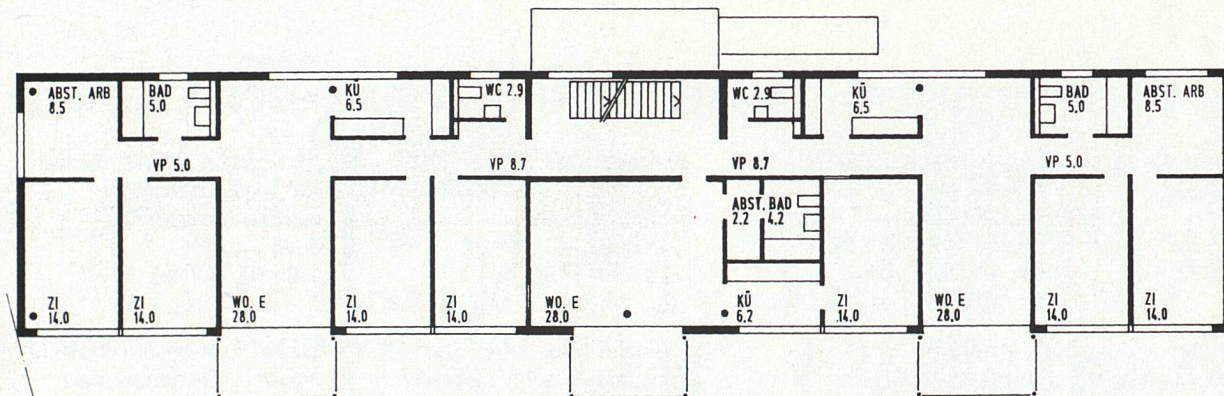 ABST. ARB
8.5
BAD
5.0
KÜ
6.5
WC 2.9
WC 2.9
KÜ
6.5
BAD
5.0
ABST. ARB
8.5
VP 5.0
VP 8.7
VP 8.7
VP 5.0
ABST.
2.2
BAD
4.2
ZI
14.0
ZI
14.0
WO. E
28.0
ZI
14.0
ZI
14.0
WO. E
28.0
KÜ
6.2
ZI
14.0
WO. E
28.0
ZI
14.0
ZI
14.0